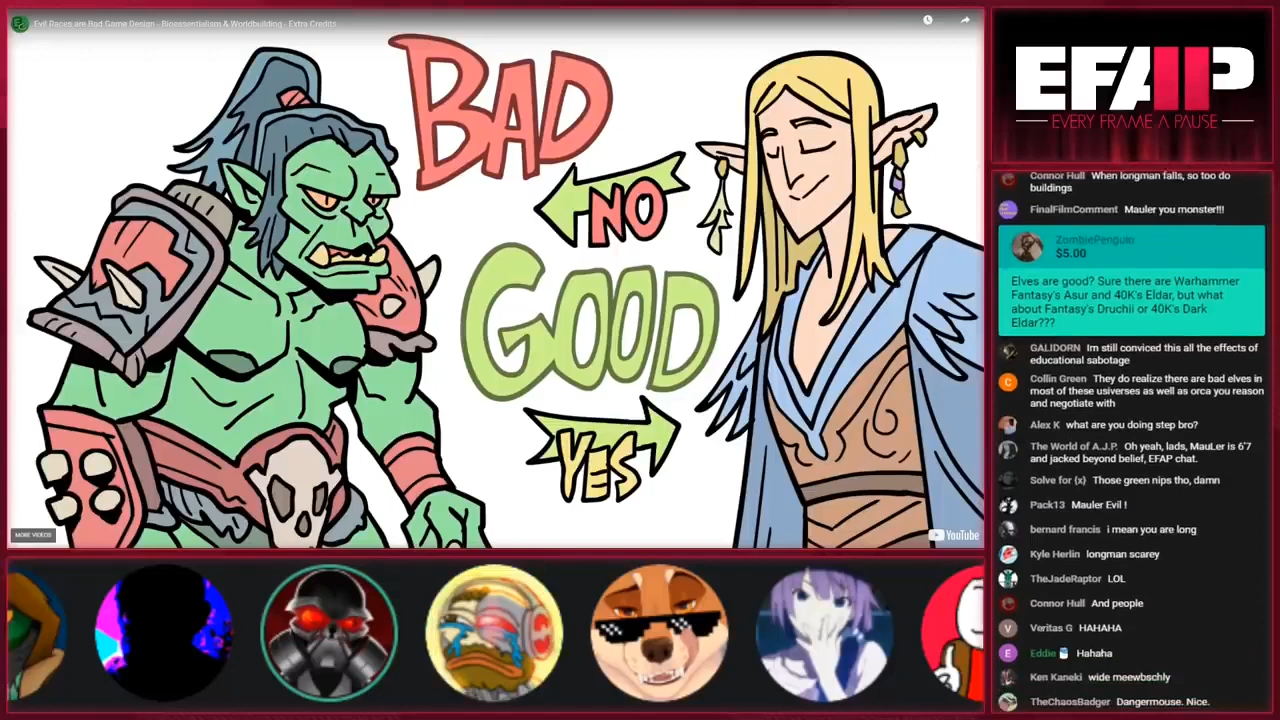 Evil Races are Bad Game Design - Bioessentialism & Worldbuilding - Extra Credits
BAD
NO
GOOD
YES
MORE VIDEOS
YouTube
EFAP
EVERY FRAME A PAUSE
Connor Hull When longman falls, so too do
buildings
FinalFilmComment Mauler you monster!!!
ZombiePenguin
$5.00
Elves are good? Sure there are Warhammer
Fantasy's Asur and 40K's Eldar, but what
about Fantasy's Druchii or 40K's Dark
Eldar???
GALIDORN Im still conviced this all the effects of
educational sabotage
Collin Green They do realize there are bad elves in
most of these usiverses as well as orca you reason
and negotiate with
Alex K what are you doing step bro?
The World of A.J.P. Oh yeah, lads, MauLer is 6'7
and jacked beyond belief, EFAP chat.
Solve for {x} Those green nips tho, damn
Pack13 Mauler Evil !
bernard francis i mean you are long
Kyle Herlin longman scarey
TheJadeRaptor LOL
Connor Hull And people
V Veritas G HAHAHA
E Eddie Hahaha
Ken Kaneki wide meewbschly
TheChaosBadger Dangermouse. Nice.